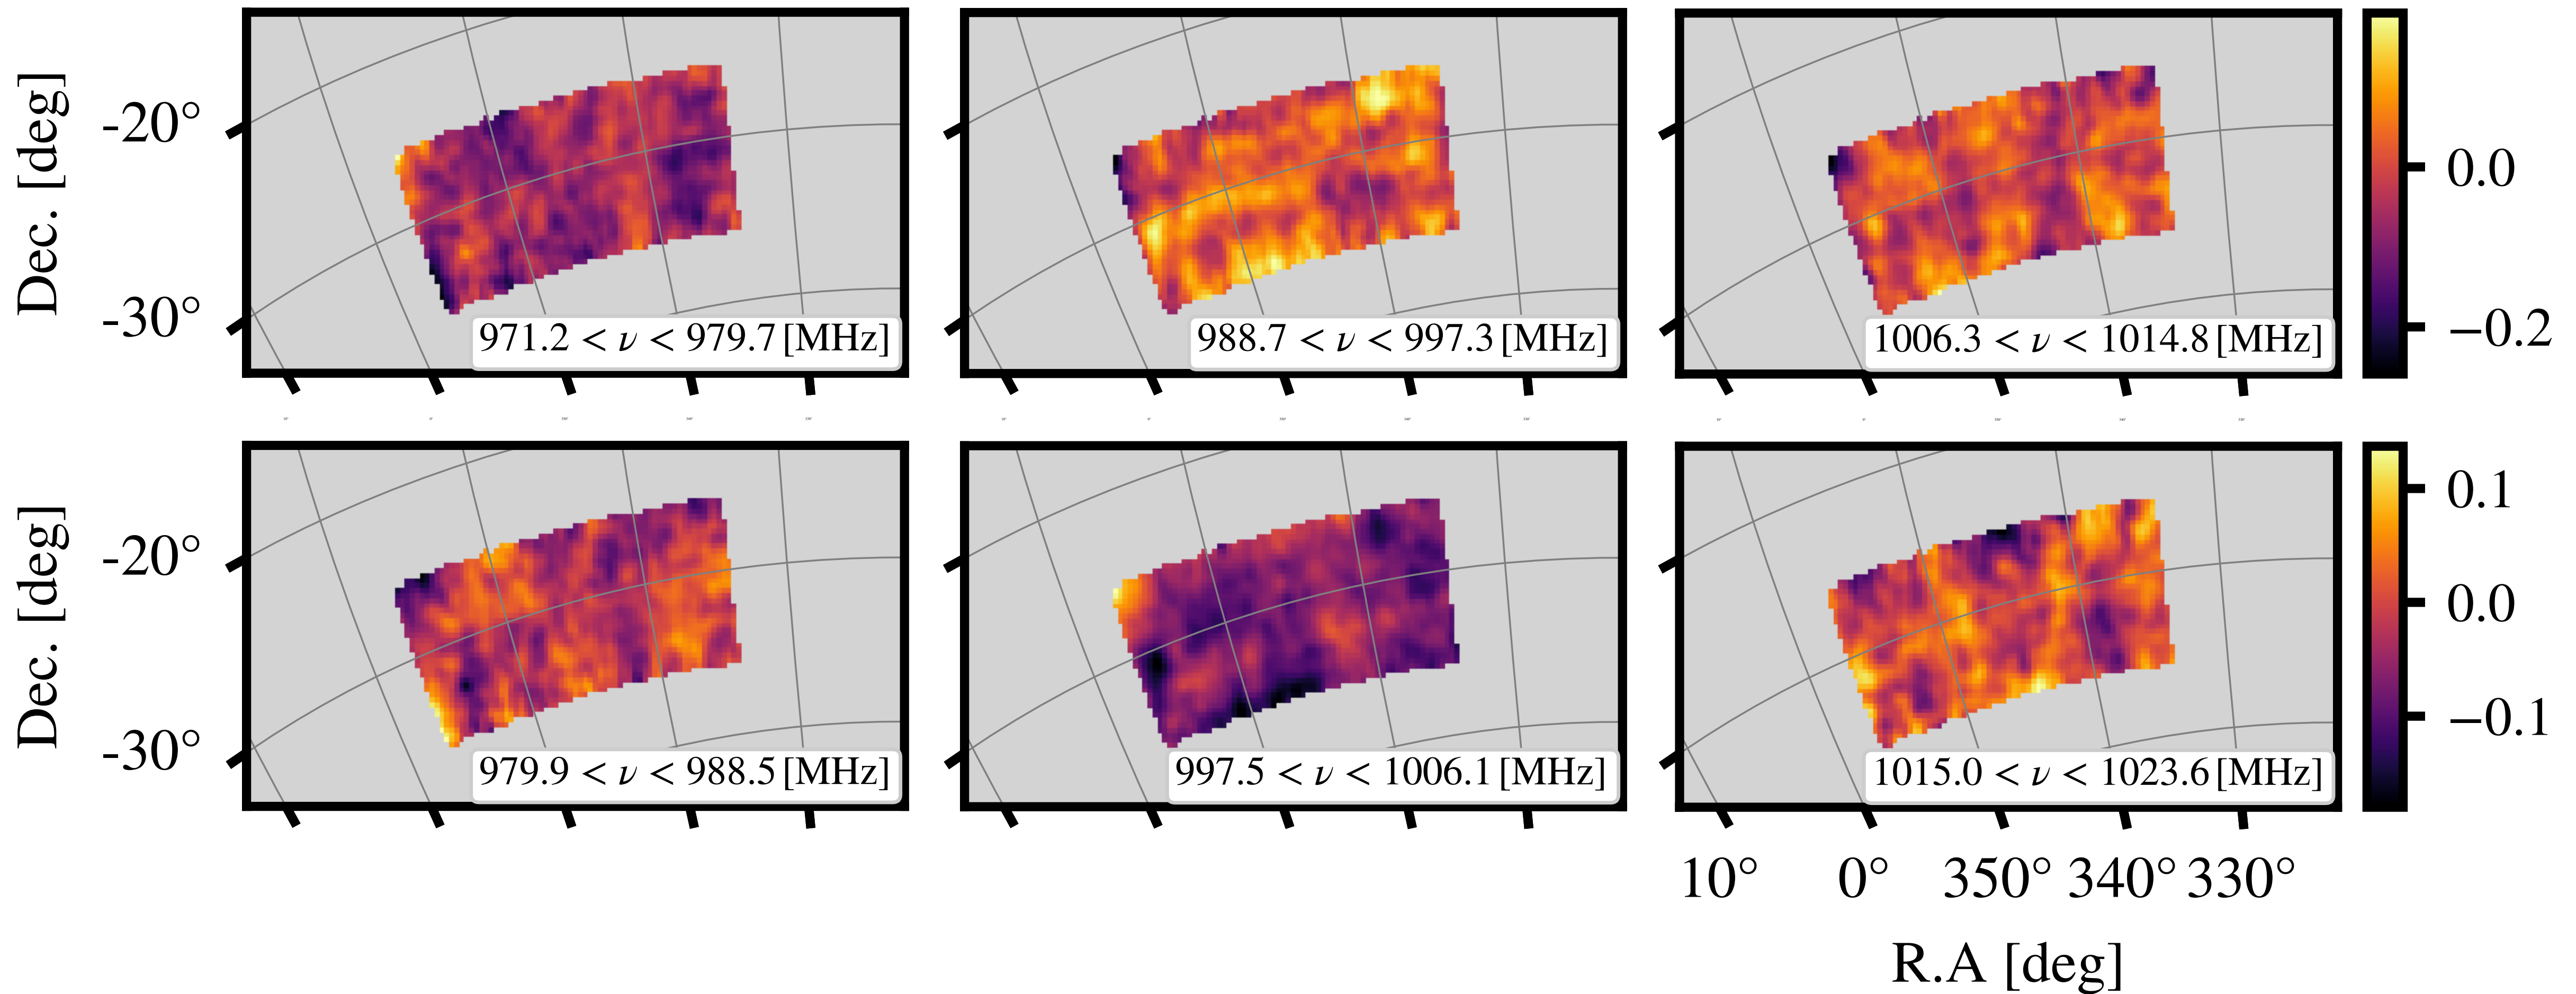 Dec. [deg]
-20°
-30°
971.2 < ν < 979.7 [MHz]
988.7 < ν < 997.3 [MHz]
1006.3 < ν < 1014.8 [MHz]
0.0
−0.2
Dec. [deg]
-20°
-30°
979.9 < ν < 988.5 [MHz]
997.5 < ν < 1006.1 [MHz]
1015.0 < ν < 1023.6 [MHz]
0.1
0.0
−0.1
10° 0° 350° 340° 330°
R.A [deg]